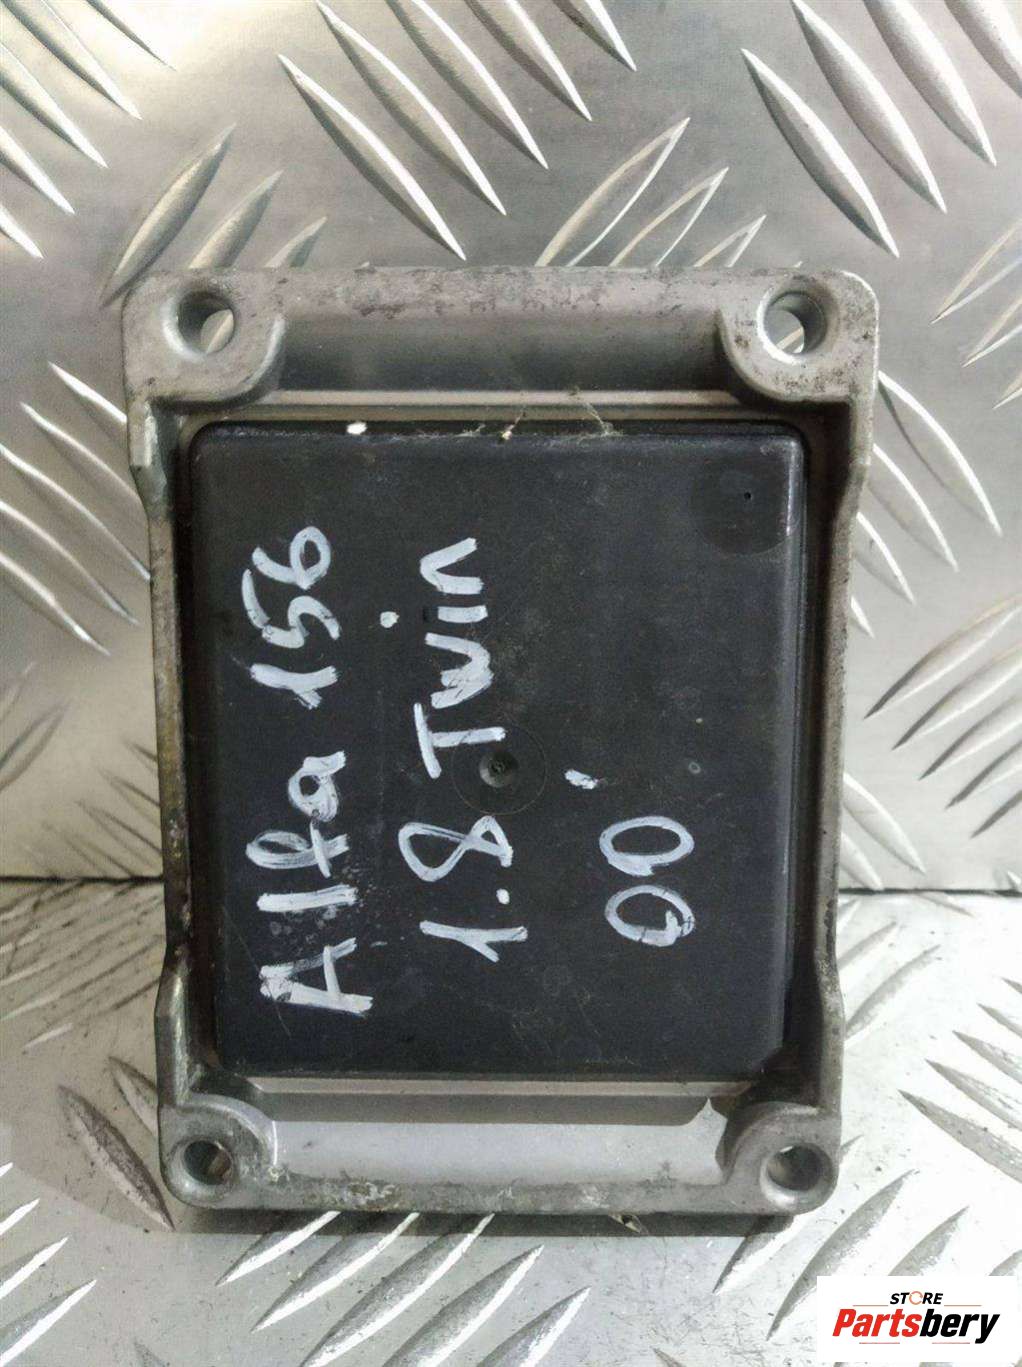 Alfa 156
1.8 Twin
00'
STORE
Partsbery